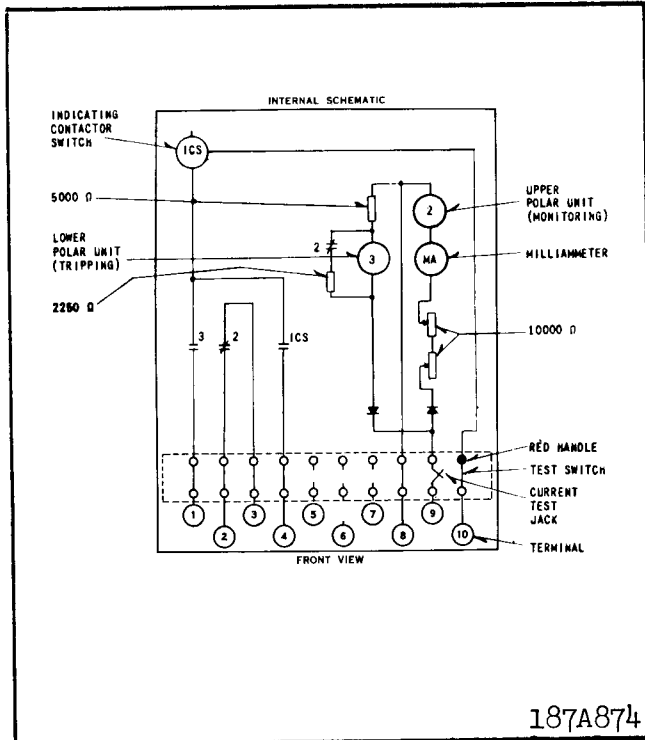 INTERNAL SCHEMATIC
INDICATING
CONTACTOR
SWITCH
ICS
5000 Ω
UPPER
POLAR UNIT
(MONITORING)
2
LOWER
POLAR UNIT
(TRIPPING)
2
3
MA
MILLIAMMETER
2250 Ω
3
2
ICS
10000 Ω
RED HANDLE
TEST SWITCH
CURRENT
TEST
JACK
1
2
3
4
5
6
7
8
9
10
TERMINAL
FRONT VIEW
187A874